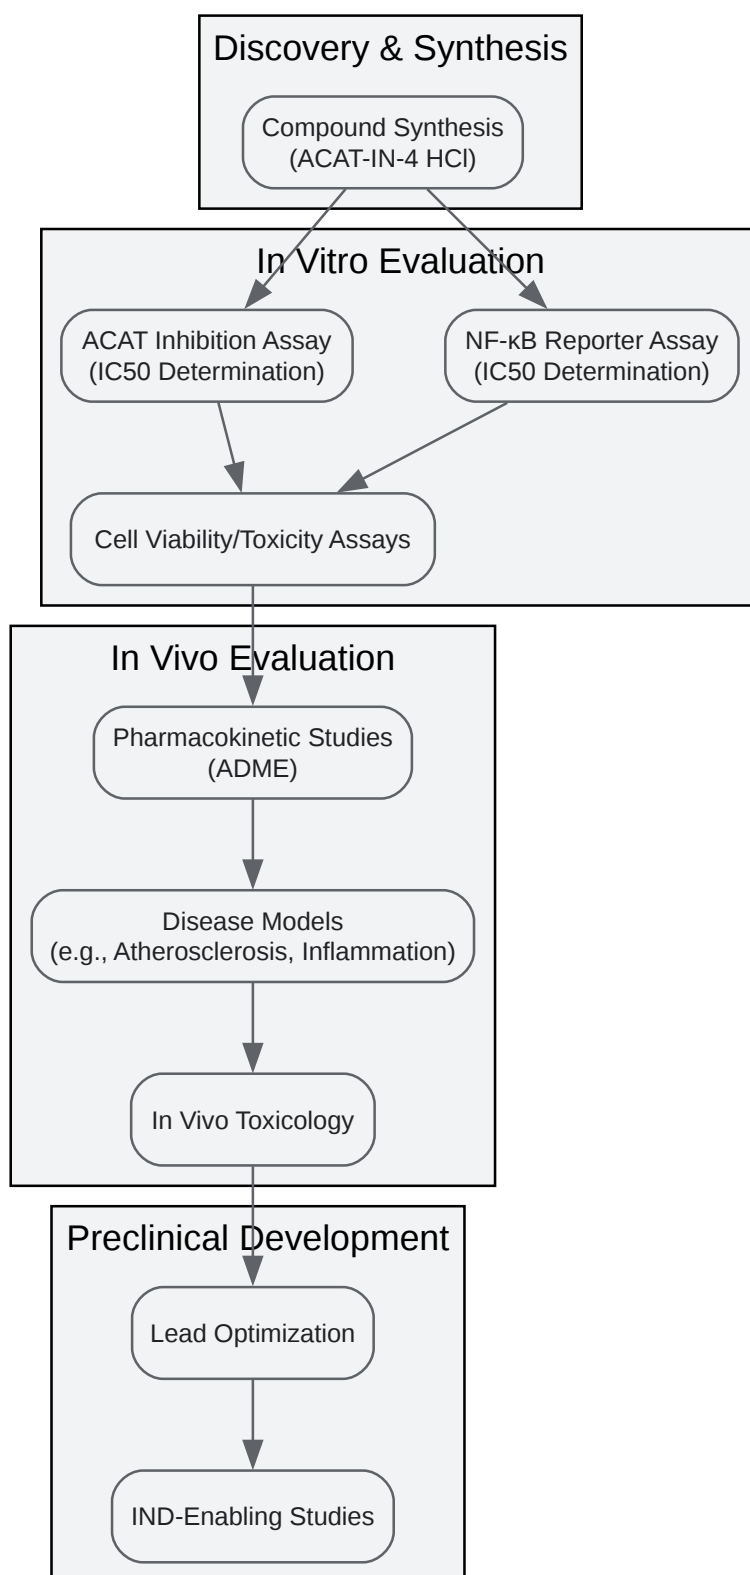 Discovery & Synthesis
Compound Synthesis
(ACAT-IN-4 HCl)
In Vitro Evaluation
ACAT Inhibition Assay
(IC50 Determination)
NF-κB Reporter Assay
(IC50 Determination)
Cell Viability/Toxicity Assays
In Vivo Evaluation
Pharmacokinetic Studies
(ADME)
Disease Models
(e.g., Atherosclerosis, Inflammation)
In Vivo Toxicology
Preclinical Development
Lead Optimization
IND-Enabling Studies